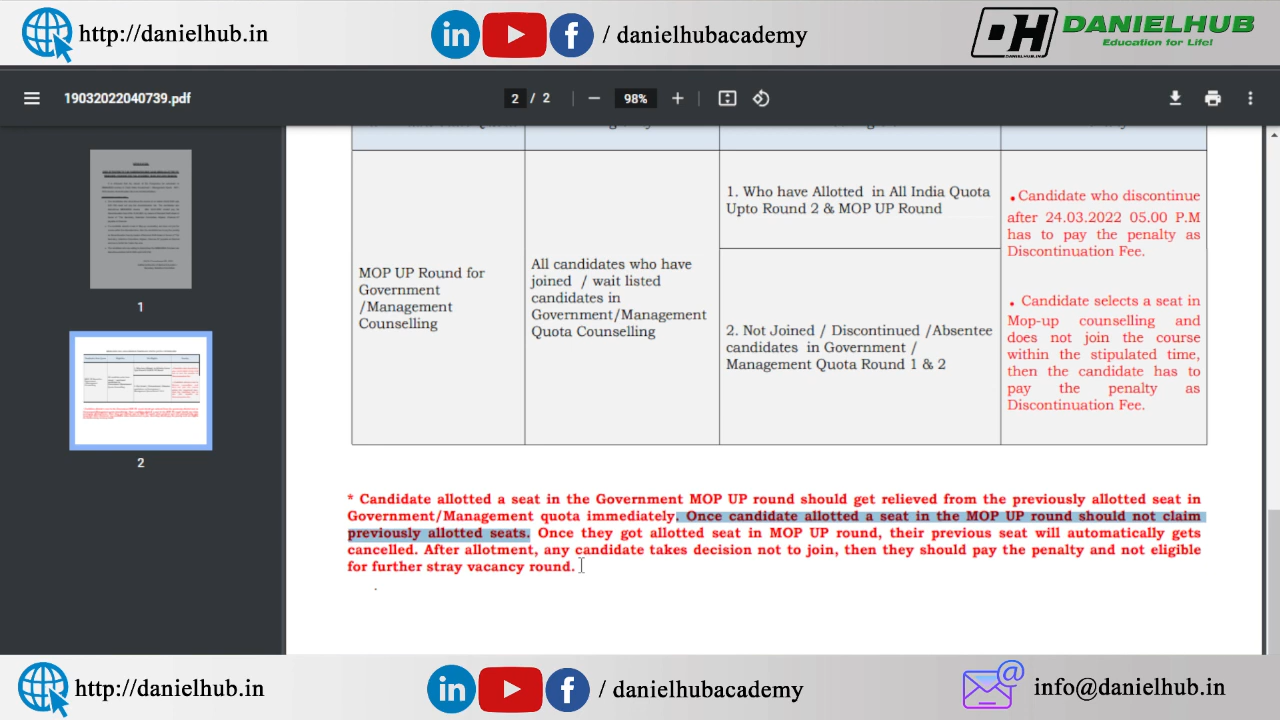 http://danielhub.in
in
f
/ danielhubacademy
DH
DANIELHUB.IN
DANIELHUB
Education for Life!
19032022040739.pdf
2 / 2
98%
1
2
MOP UP Round for
Government
/Management
Counselling
All candidates who have
joined / wait listed
candidates in
Government/Management
Quota Counselling
1. Who have Allotted in All India Quota
Upto Round 2 & MOP UP Round
2. Not Joined / Discontinued /Absentee
candidates in Government /
Management Quota Round 1 & 2
• Candidate who discontinue
after 24.03.2022 05.00 P.M
has to pay the penalty as
Discontinuation Fee.
• Candidate selects a seat in
Mop-up counselling and
does not join the course
within the stipulated time,
then the candidate has to
pay the penalty as
Discontinuation Fee.
* Candidate allotted a seat in the Government MOP UP round should get relieved from the previously allotted seat in
Government/Management quota immediately. Once candidate allotted a seat in the MOP UP round should not claim
previously allotted seats. Once they got allotted seat in MOP UP round, their previous seat will automatically gets
cancelled. After allotment, any candidate takes decision not to join, then they should pay the penalty and not eligible
for further stray vacancy round.
http://danielhub.in
in
f
/ danielhubacademy
@
info@danielhub.in